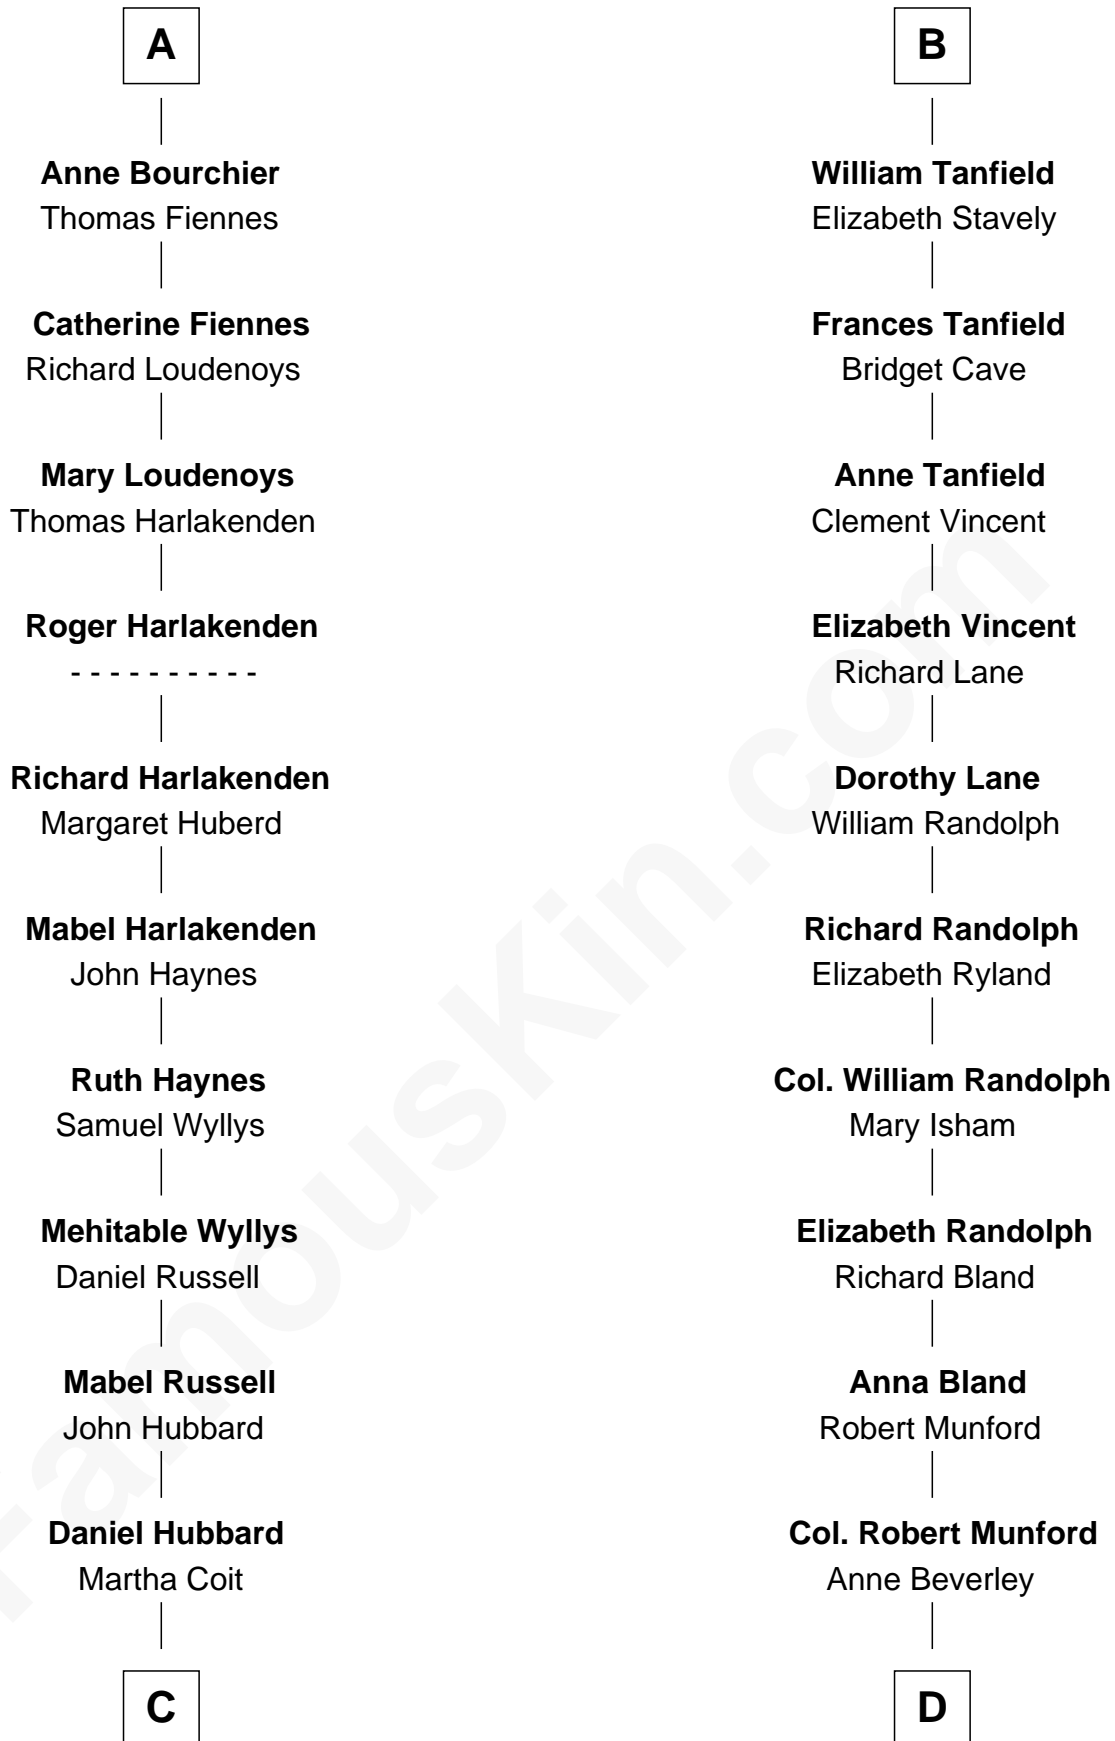 A
Anne Bourchier
Thomas Fiennes
Catherine Fiennes
Richard Loudenoys
Mary Loudenoys
Thomas Harlakenden
Roger Harlakenden
- - - - - - - - - -
Richard Harlakenden
Margaret Huberd
Mabel Harlakenden
John Haynes
Ruth Haynes
Samuel Wyllys
Mehitable Wyllys
Daniel Russell
Mabel Russell
John Hubbard
Daniel Hubbard
Martha Coit
C
B
William Tanfield
Elizabeth Stavely
Frances Tanfield
Bridget Cave
Anne Tanfield
Clement Vincent
Elizabeth Vincent
Richard Lane
Dorothy Lane
William Randolph
Richard Randolph
Elizabeth Ryland
Col. William Randolph
Mary Isham
Elizabeth Randolph
Richard Bland
Anna Bland
Robert Munford
Col. Robert Munford
Anne Beverley
D
FamousKin.com